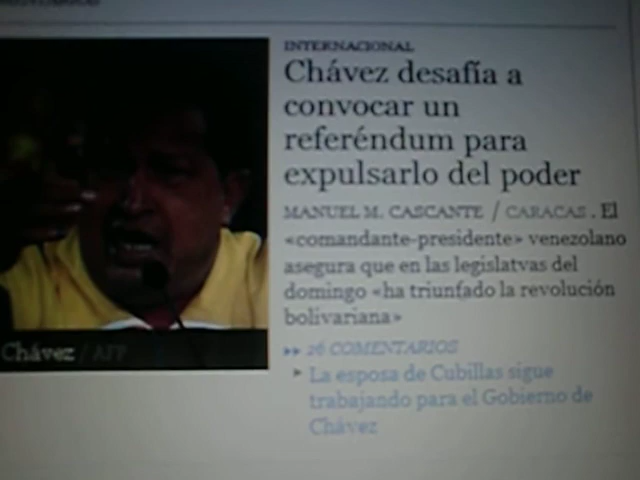 INTERNACIONAL
Chávez desafía a
convocar un
referéndum para
expulsarlo del poder
MANUEL M. CASCANTE / CARACAS . El
«comandante-presidente» venezolano
asegura que en las legislatvas del
domingo «ha triunfado la revolución
bolivariana»
26 COMENTARIOS
La esposa de Cubillas sigue
trabajando para el Gobierno de
Chávez
Chávez / AFP